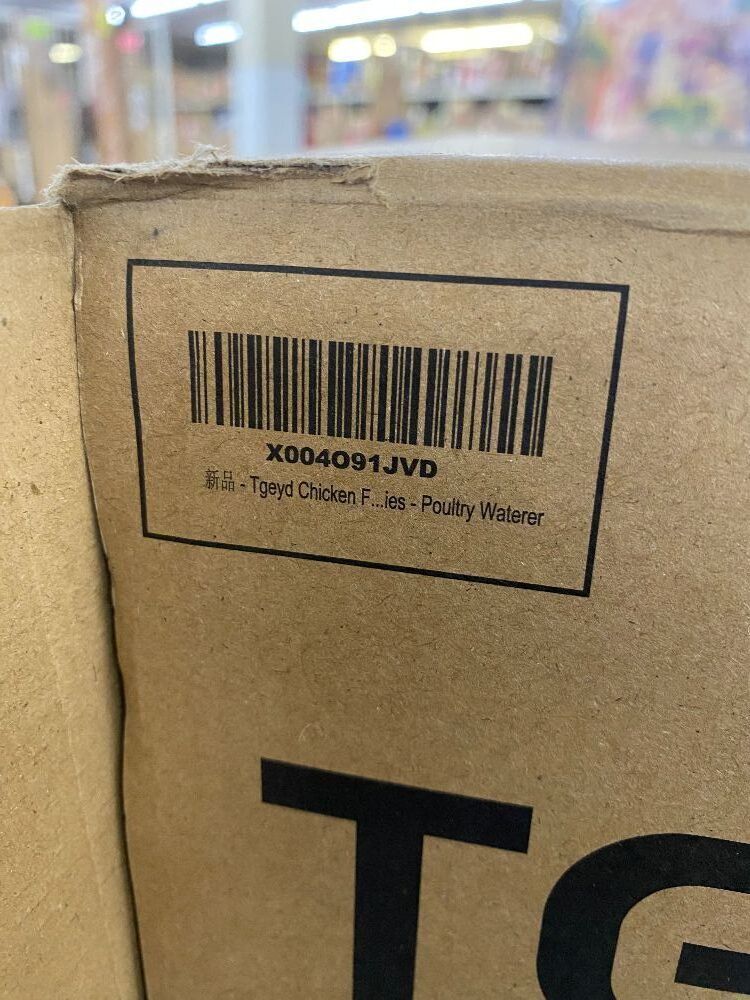 X004O91JVD
新品 - Tgeyd Chicken F...ies - Poultry Waterer
TG